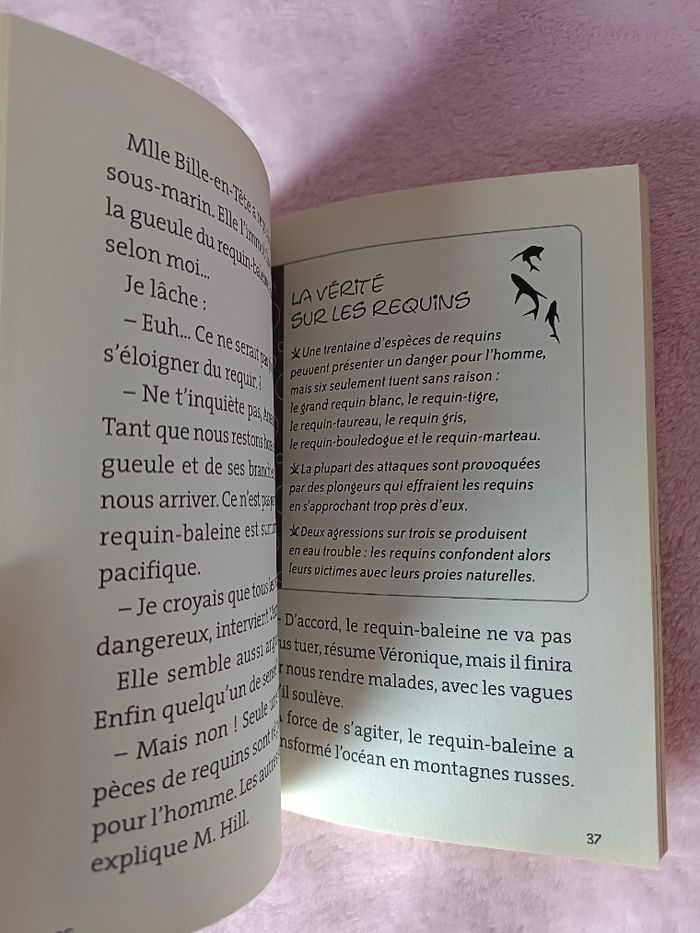 Mlle Bille-en-Tête a
sous-marin. Elle
la gueule du requin-baleine
selon moi...
Je lâche :
– Euh... Ce ne serait pas
s'éloigner du requin ?
– Ne t'inquiète pas,
Tant que nous restons
gueule et de ses
nous arriver. Ce n'est pas
requin-baleine est
pacifique.
– Je croyais que tous les
dangereux, intervient
Elle semble aussi
Enfin quelqu'un de sensé
– Mais non ! Seule une
pèces de requins sont
pour l'homme. Les autres
explique M. Hill.
LA VÉRITÉ
SUR LES REQUINS
Une trentaine d'espèces de requins
peuvent présenter un danger pour l'homme,
mais six seulement tuent sans raison :
le grand requin blanc, le requin-tigre,
le requin-taureau, le requin gris,
le requin-bouledogue et le requin-marteau.
La plupart des attaques sont provoquées
par des plongeurs qui effraient les requins
en s'approchant trop près d'eux.
Deux agressions sur trois se produisent
en eau trouble : les requins confondent alors
leurs victimes avec leurs proies naturelles.
– D'accord, le requin-baleine ne va pas
us tuer, résume Véronique, mais il finira
r nous rendre malades, avec les vagues
'il soulève.
force de s'agiter, le requin-baleine a
nsformé l'océan en montagnes russes.
37